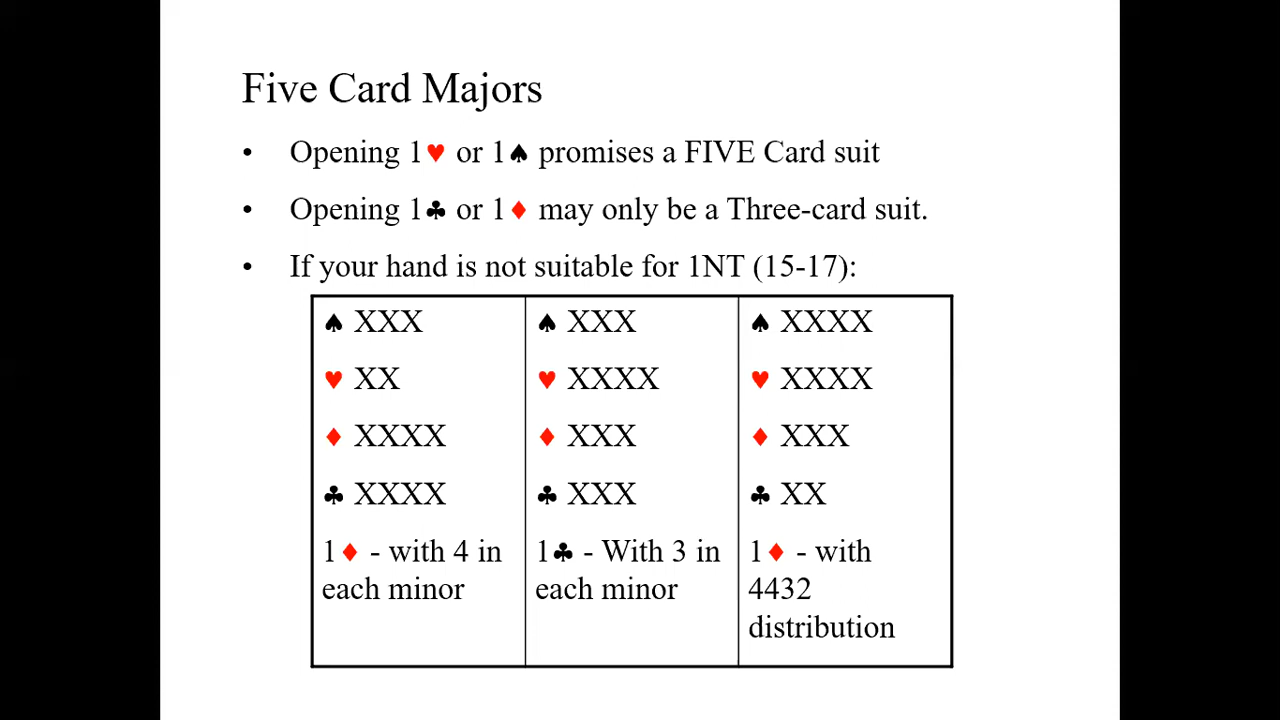 Five Card Majors
• Opening 1♥ or 1♠ promises a FIVE Card suit
• Opening 1♣ or 1♦ may only be a Three-card suit.
• If your hand is not suitable for 1NT (15-17):
♠ XXX
♥ XX
♦ XXXX
♣ XXXX
1♦ - with 4 in
each minor
♠ XXX
♥ XXXX
♦ XXX
♣ XXX
1♣ - With 3 in
each minor
♠ XXXX
♥ XXXX
♦ XXX
♣ XX
1♦ - with
4432
distribution